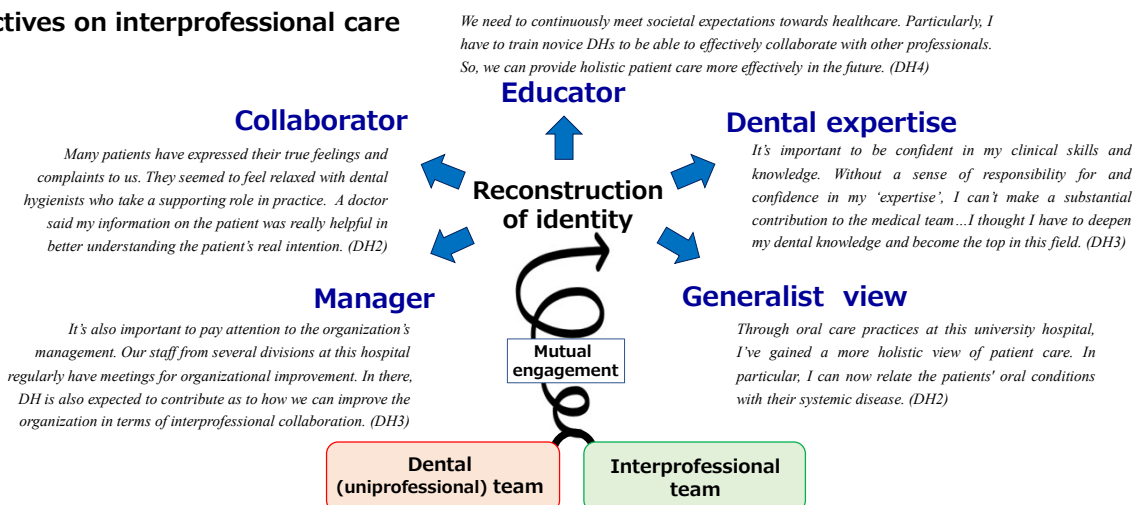 ctives on interprofessional care
We need to continuously meet societal expectations towards healthcare. Particularly, I
have to train novice DHs to be able to effectively collaborate with other professionals.
So, we can provide holistic patient care more effectively in the future. (DH4)
Educator
Collaborator
Many patients have expressed their true feelings and
complaints to us. They seemed to feel relaxed with dental
hygienists who take a supporting role in practice. A doctor
said my information on the patient was really helpful in
better understanding the patient's real intention. (DH2)
Dental expertise
It's important to be confident in my clinical skills and
knowledge. Without a sense of responsibility for and
confidence in my 'expertise', I can't make a substantial
contribution to the medical team…I thought I have to deepen
my dental knowledge and become the top in this field. (DH3)
Reconstruction
of identity
Manager
It's also important to pay attention to the organization's
management. Our staff from several divisions at this hospital
regularly have meetings for organizational improvement. In there,
DH is also expected to contribute as to how we can improve the
organization in terms of interprofessional collaboration. (DH3)
Generalist view
Through oral care practices at this university hospital,
I've gained a more holistic view of patient care. In
particular, I can now relate the patients' oral conditions
with their systemic disease. (DH2)
Mutual
engagement
Dental
(uniprofessional) team
Interprofessional
team